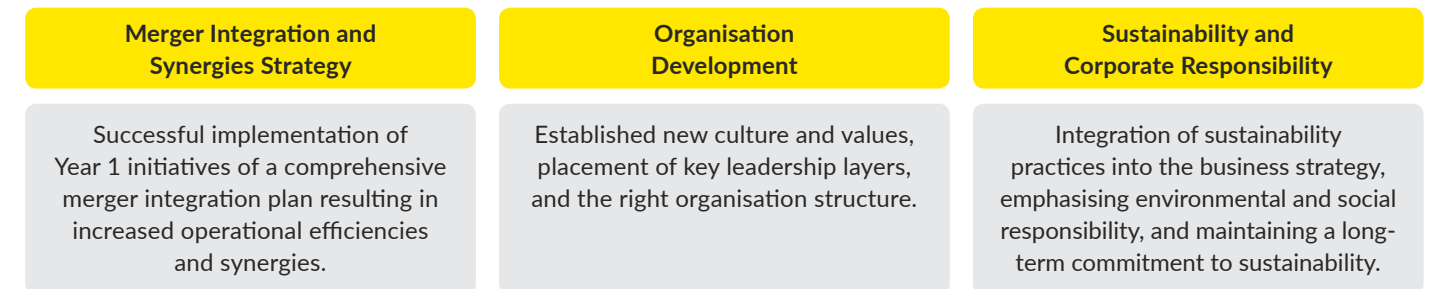 Merger Integration and
Synergies Strategy
Successful implementation of
Year 1 initiatives of a comprehensive
merger integration plan resulting in
increased operational efficiencies
and synergies.
Organisation
Development
Established new culture and values,
placement of key leadership layers,
and the right organisation structure.
Sustainability and
Corporate Responsibility
Integration of sustainability
practices into the business strategy,
emphasising environmental and social
responsibility, and maintaining a long-
term commitment to sustainability.